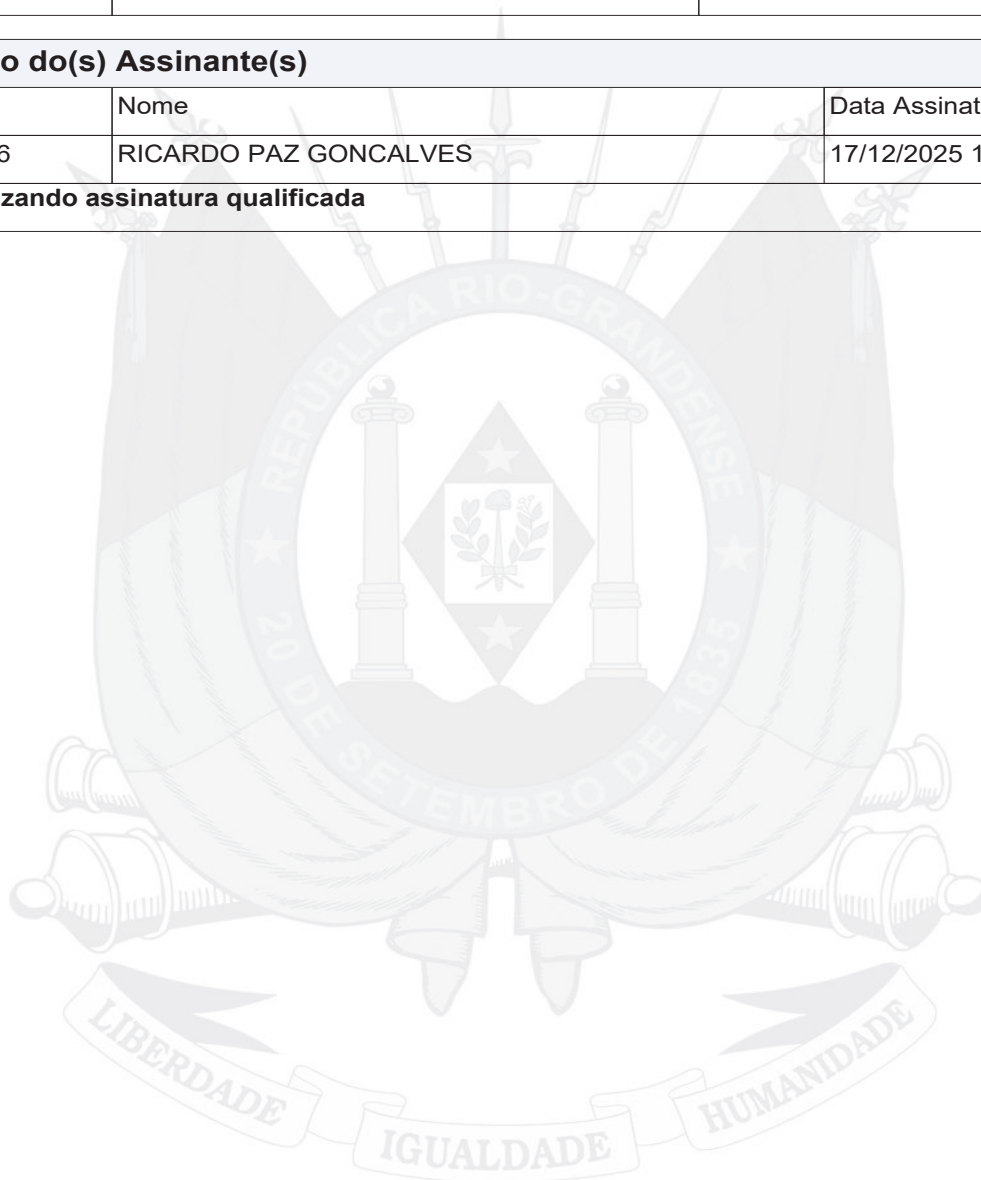 o do(s) Assinante(s)
Nome Data Assinat
6 RICARDO PAZ GONCALVES 17/12/2025 1
zando assinatura qualificada
REPÚBLICA RIO-GRANDENSE
20 DE SETEMBRO DE 1835
LIBERDADE IGUALDADE HUMANIDADE